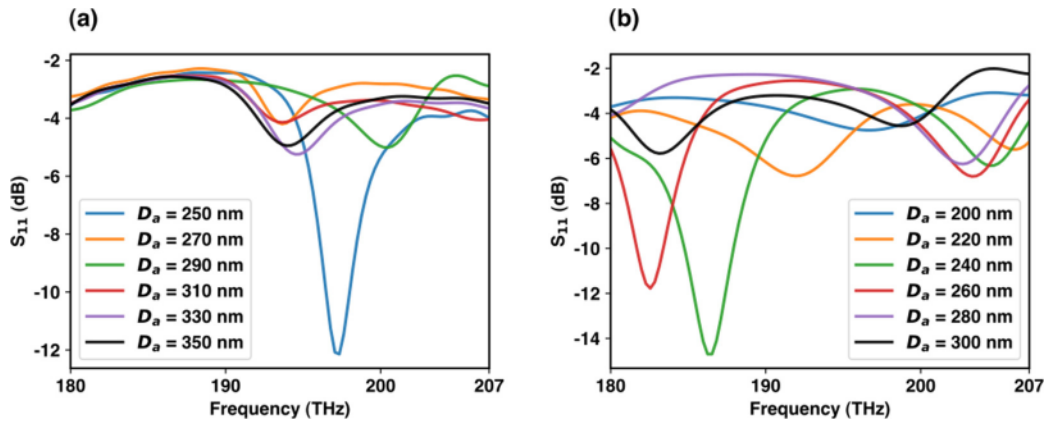 (a)
-2
-4
-6
-8
-10
-12
S11 (dB)
Da = 250 nm
Da = 270 nm
Da = 290 nm
Da = 310 nm
Da = 330 nm
Da = 350 nm
180
190
200
207
Frequency (THz)
(b)
-2
-4
-6
-8
-10
-12
-14
S11 (dB)
Da = 200 nm
Da = 220 nm
Da = 240 nm
Da = 260 nm
Da = 280 nm
Da = 300 nm
180
190
200
207
Frequency (THz)